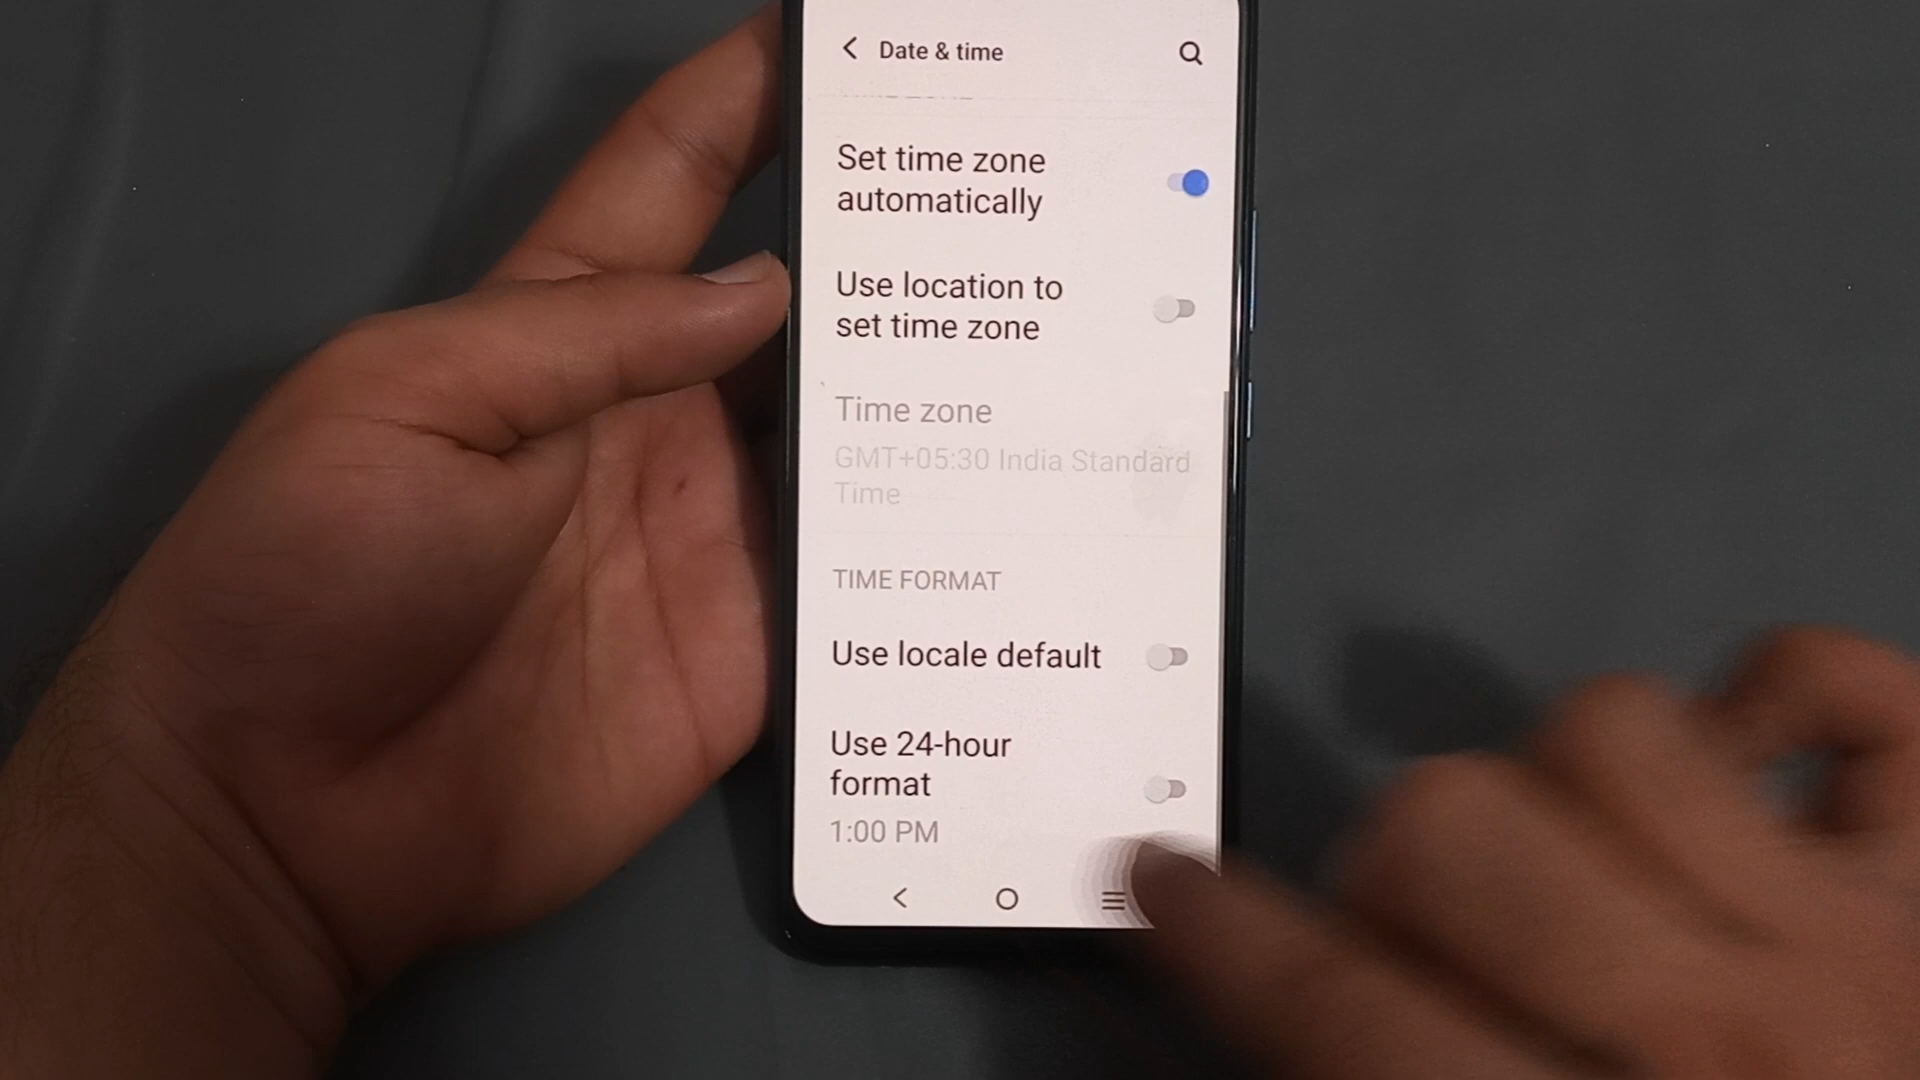 Date & time
Set time zone
automatically
Use location to
set time zone
Time zone
GMT+05:30 India Standard
Time
TIME FORMAT
Use locale default
Use 24-hour
format
1:00 PM